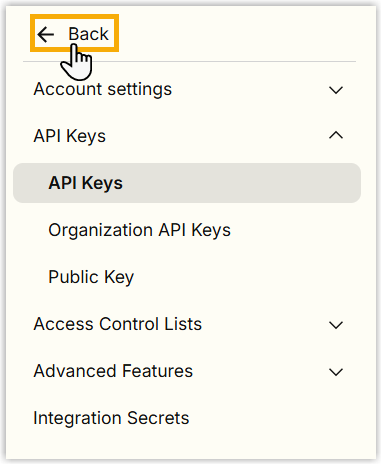 Back
Account settings
API Keys
API Keys
Organization API Keys
Public Key
Access Control Lists
Advanced Features
Integration Secrets